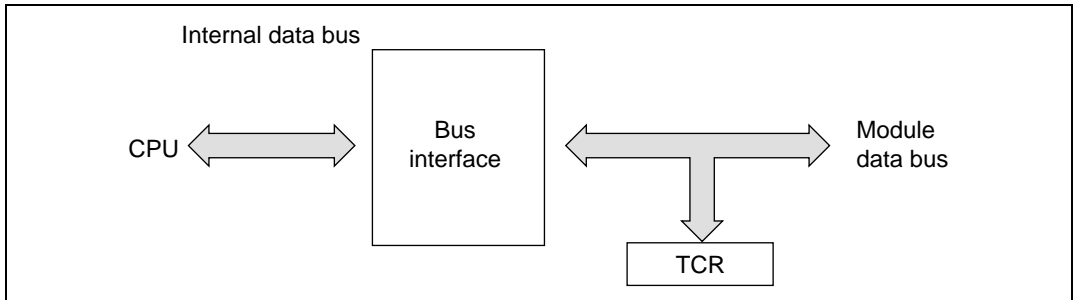 Internal data bus
CPU
Bus
interface
Module
data bus
TCR